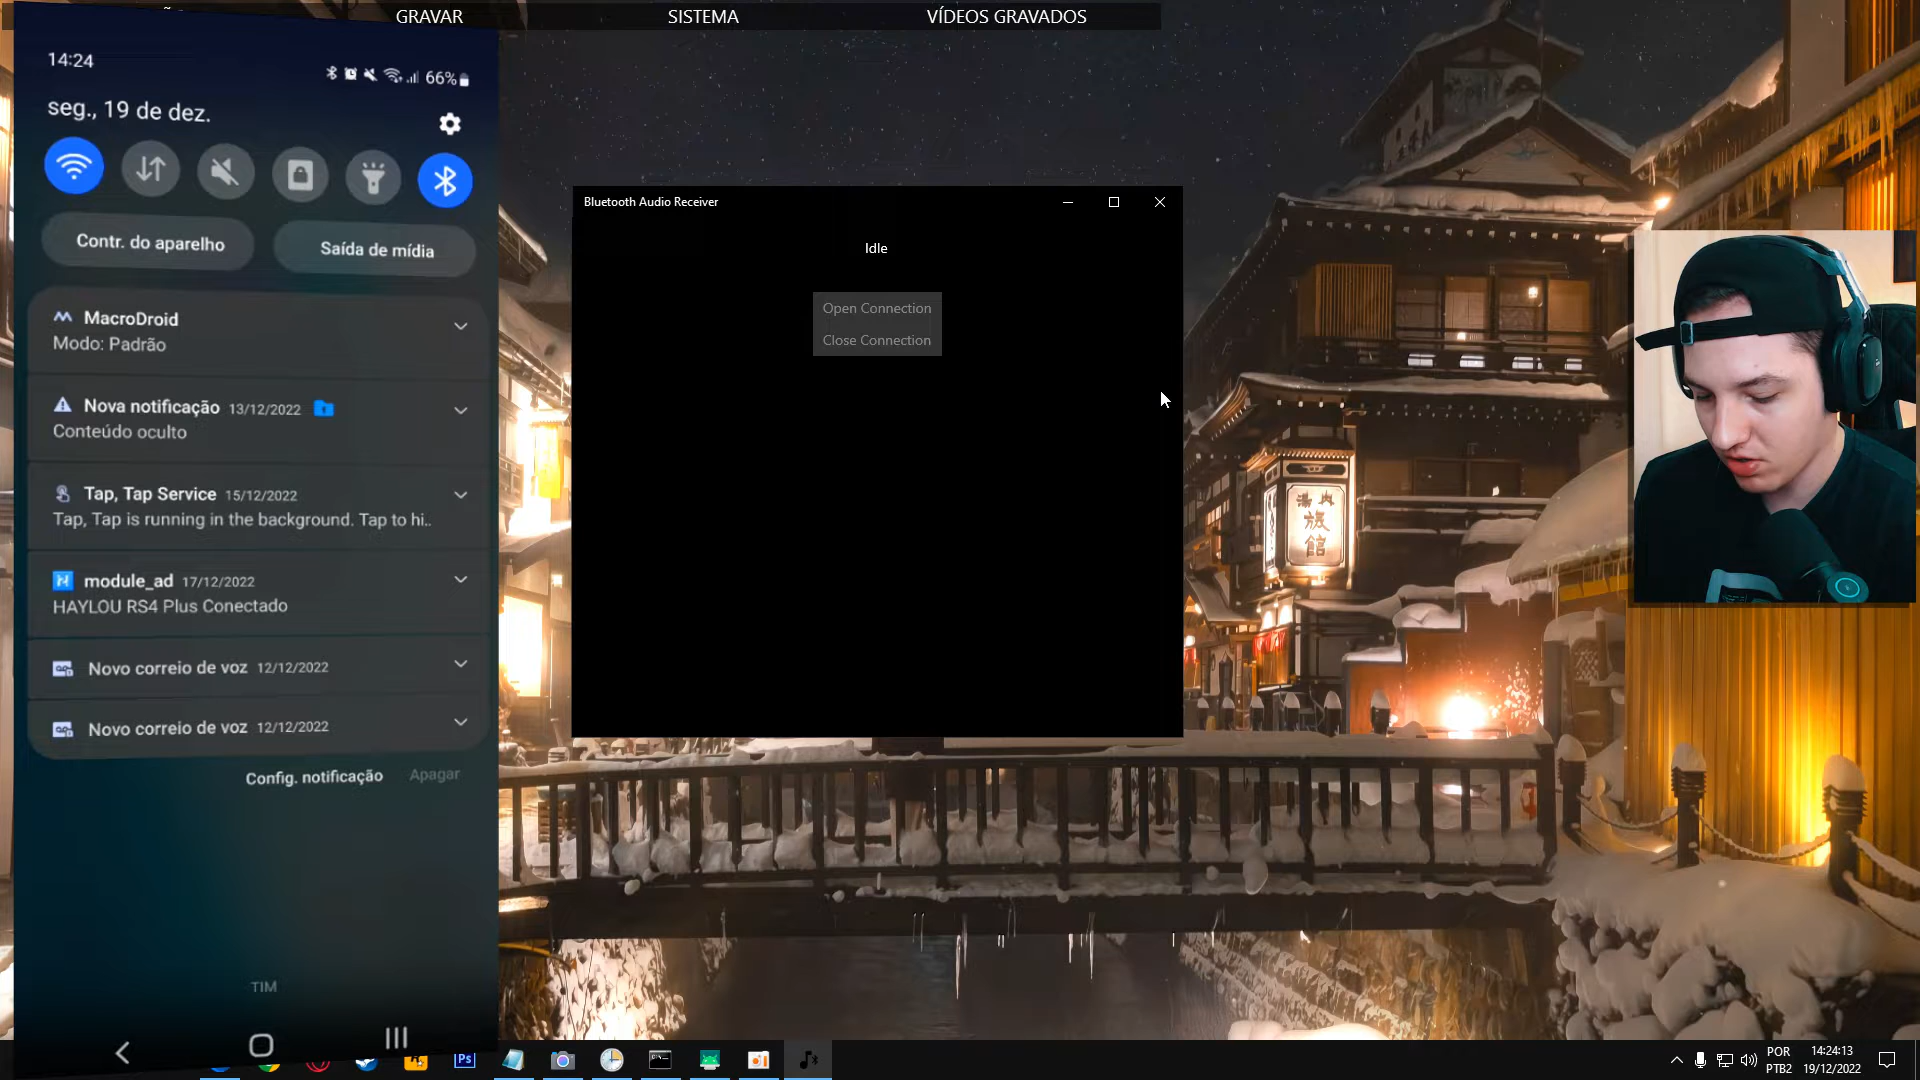 GRAVAR
SISTEMA
VÍDEOS GRAVADOS
14:24
66%
seg., 19 de dez.
Contr. do aparelho
Saída de mídia
MacroDroid
Modo: Padrão
Nova notificação 13/12/2022
Conteúdo oculto
Tap, Tap Service 15/12/2022
Tap, Tap is running in the background. Tap to hi..
module_ad 17/12/2022
HAYLOU RS4 Plus Conectado
Novo correio de voz 12/12/2022
Novo correio de voz 12/12/2022
Config. notificação
Apagar
TIM
Bluetooth Audio Receiver
Idle
Open Connection
Close Connection
旅館
Ps
POR
PTB2
14:24:13
19/12/2022